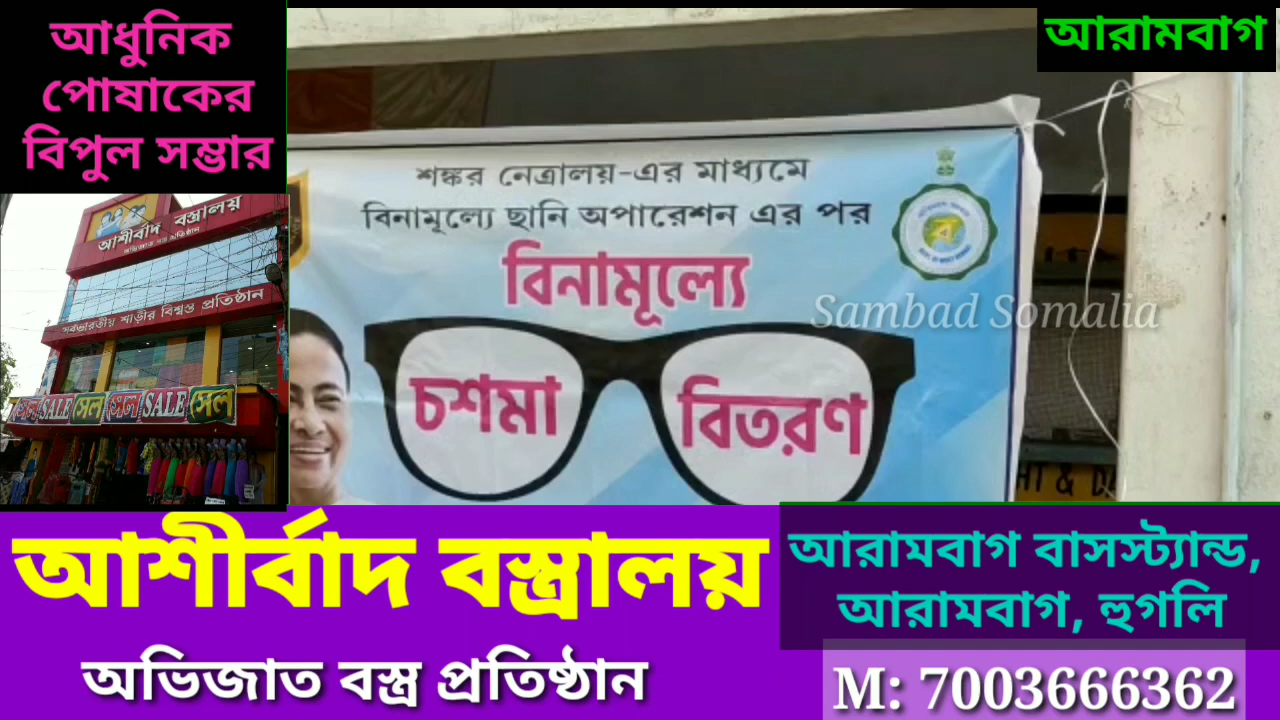 আধুনিক
পোষাকের
বিপুল সম্ভার
আরামবাগ
আশীর্বাদ বস্ত্রালয়
সর্বভারতীয় শাড়ীর বিশ্বস্ত প্রতিষ্ঠান
সেল SALE সেল সেল SALE সেল
শঙ্কর নেত্রালয়-এর মাধ্যমে
বিনামূল্যে ছানি অপারেশন এর পর
বিনামূল্যে
চশমা বিতরণ
Sambad Somalia
HT &
আশীর্বাদ বস্ত্রালয়
অভিজাত বস্ত্র প্রতিষ্ঠান
আরামবাগ বাসস্ট্যান্ড,
আরামবাগ, হুগলি
M: 7003666362